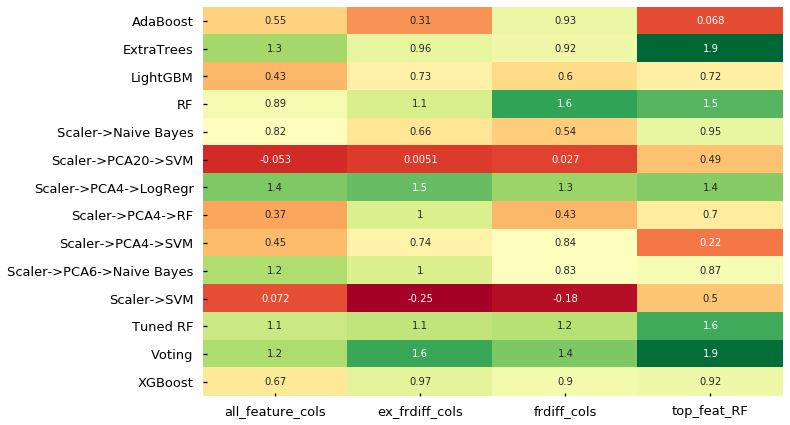 AdaBoost 0.55 0.31 0.93 0.068
ExtraTrees 1.3 0.96 0.92 1.9
LightGBM 0.43 0.73 0.6 0.72
RF 0.89 1.1 1.6 1.5
Scaler->Naive Bayes 0.82 0.66 0.54 0.95
Scaler->PCA20->SVM -0.053 0.0051 0.027 0.49
Scaler->PCA4->LogRegr 1.4 1.5 1.3 1.4
Scaler->PCA4->RF 0.37 1 0.43 0.7
Scaler->PCA4->SVM 0.45 0.74 0.84 0.22
Scaler->PCA6->Naive Bayes 1.2 1 0.83 0.87
Scaler->SVM 0.072 -0.25 -0.18 0.5
Tuned RF 1.1 1.1 1.2 1.6
Voting 1.2 1.6 1.4 1.9
XGBoost 0.67 0.97 0.9 0.92
all_feature_cols ex_frdiff_cols frdiff_cols top_feat_RF